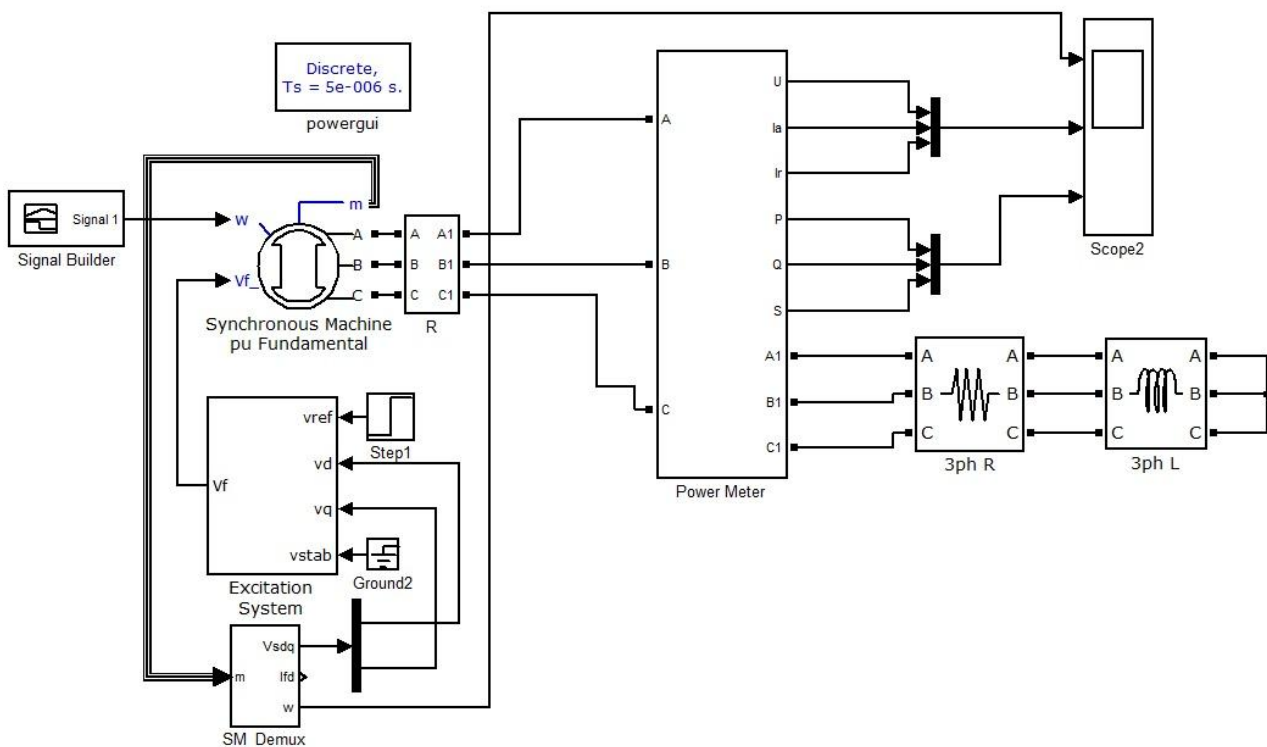 Discrete,
Ts = 5e-006 s.
powergui
Signal 1
Signal Builder
w
Vf_
m
A
B
C
Synchronous Machine
pu Fundamental
A
B
C
A1
B1
C1
R
A
B
C
U
Ia
Ir
P
Q
S
A1
B1
C1
Power Meter
Scope2
A
B
C
A
B
C
3ph R
A
B
C
A
B
C
3ph L
Vf
vref
vd
vq
vstab
Excitation
System
Step1
Ground2
m
Vsdq
Ifd
w
SM_Demux